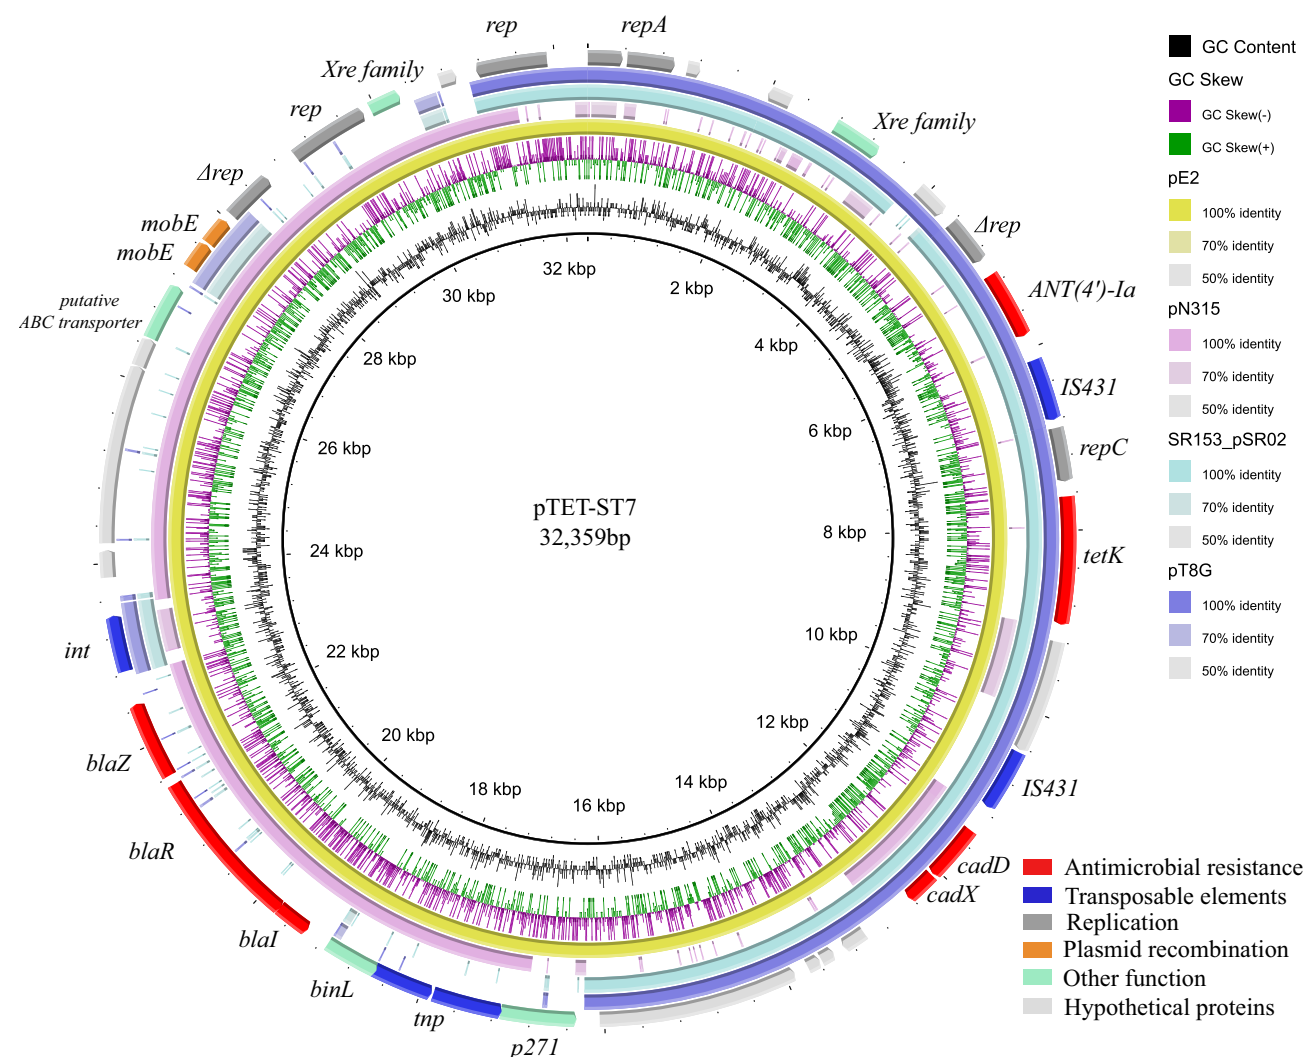 rep
repA
Xre family
rep
Xre family
Δrep
mobE
mobE
Δrep
putative
ABC transporter
ANT(4')-Ia
IS431
repC
tetK
int
blaZ
blaR
blaI
binL
tnp
p271
IS431
cadD
cadX
32 kbp
2 kbp
30 kbp
4 kbp
28 kbp
6 kbp
26 kbp
8 kbp
24 kbp
10 kbp
22 kbp
12 kbp
20 kbp
14 kbp
18 kbp
16 kbp
pTET-ST7
32,359bp
GC Content
GC Skew
GC Skew(-)
GC Skew(+)
pE2
100% identity
70% identity
50% identity
pN315
100% identity
70% identity
50% identity
SR153_pSR02
100% identity
70% identity
50% identity
pT8G
100% identity
70% identity
50% identity
Antimicrobial resistance
Transposable elements
Replication
Plasmid recombination
Other function
Hypothetical proteins